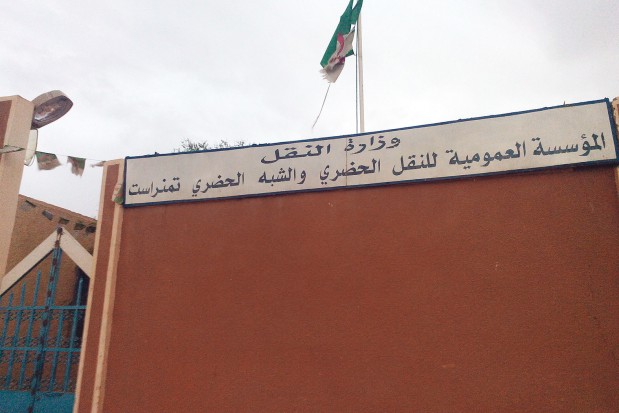 وزارة النقل
المؤسسة العمومية للنقل الحضري والشبه الحضري تمنراست